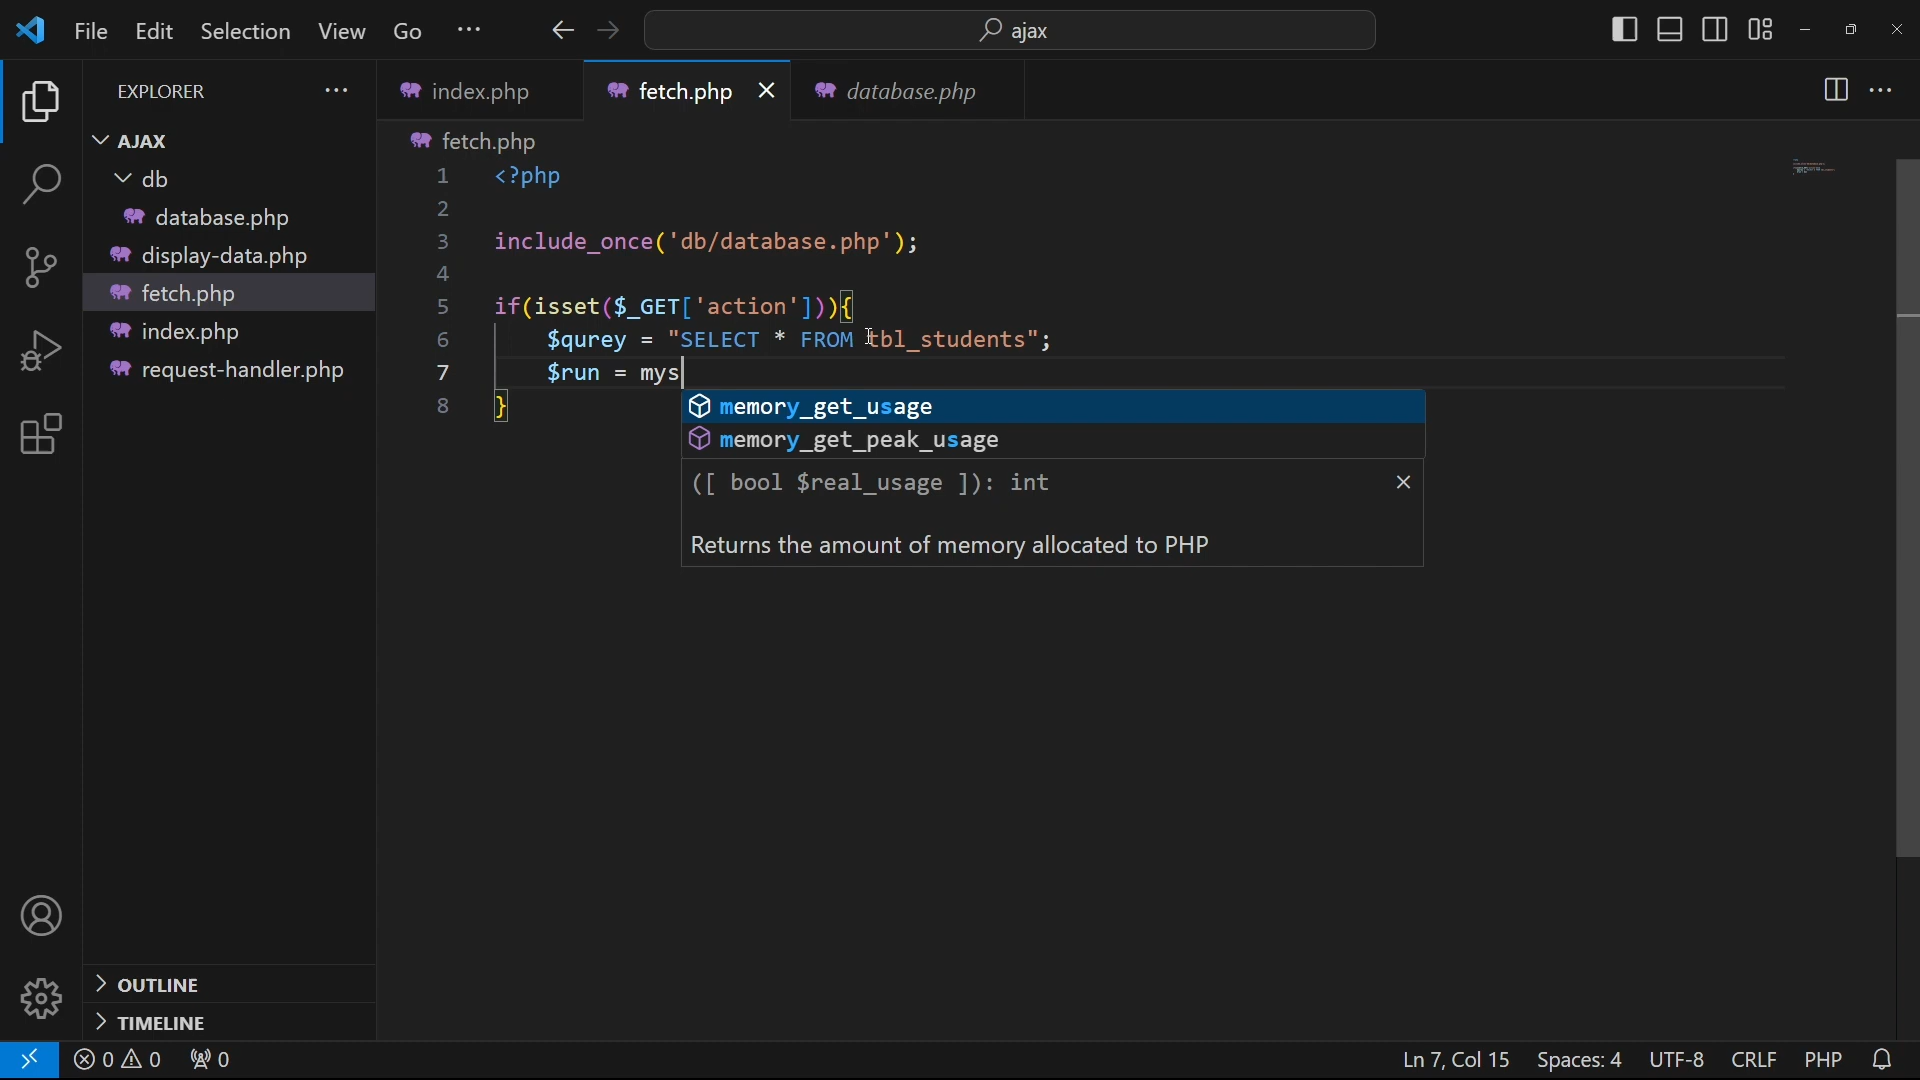 File Edit Selection View Go ··· ajax
EXPLORER ···
AJAX
db
database.php
display-data.php
fetch.php
index.php
request-handler.php
OUTLINE
TIMELINE
index.php fetch.php database.php ···
fetch.php
1 <?php
2
3 include_once('db/database.php');
4
5 if(isset($_GET['action'])){
6 $qurey = "SELECT * FROM tbl_students";
7 $run = mys
8 }
memory_get_usage
memory_get_peak_usage
([ bool $real_usage ]): int
Returns the amount of memory allocated to PHP
0 0 0 Ln 7, Col 15 Spaces: 4 UTF-8 CRLF PHP